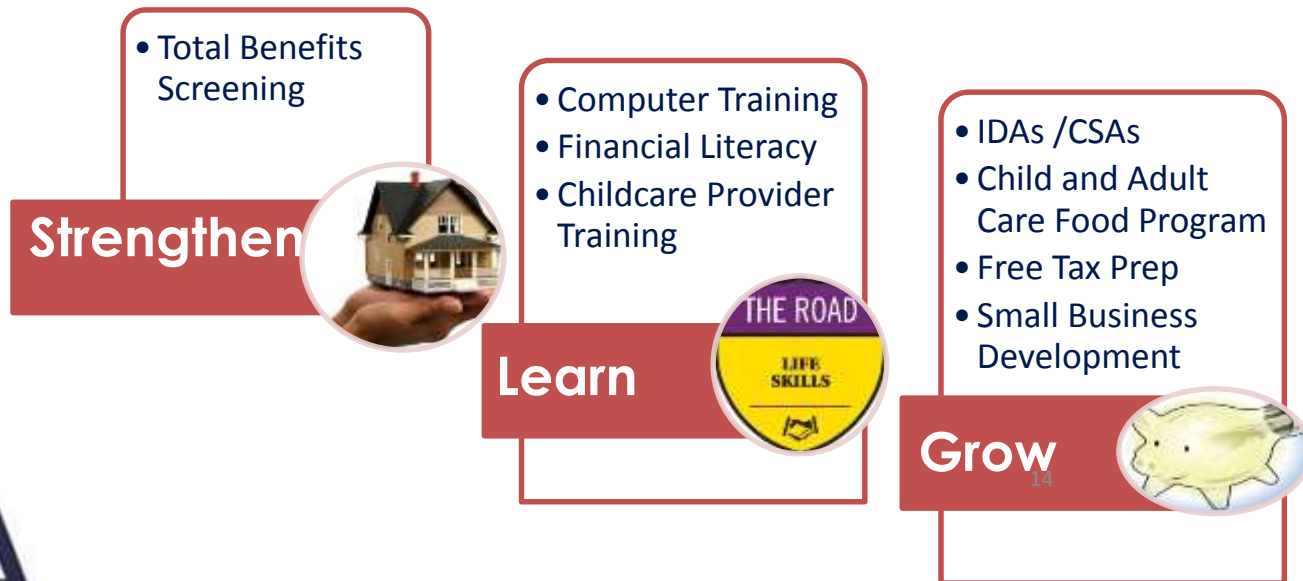 • Total Benefits
Screening
Strengthen
• Computer Training
• Financial Literacy
• Childcare Provider
Training
THE ROAD
LIFE
SKILLS
Learn
• IDAs /CSAs
• Child and Adult
Care Food Program
• Free Tax Prep
• Small Business
Development
Grow
14